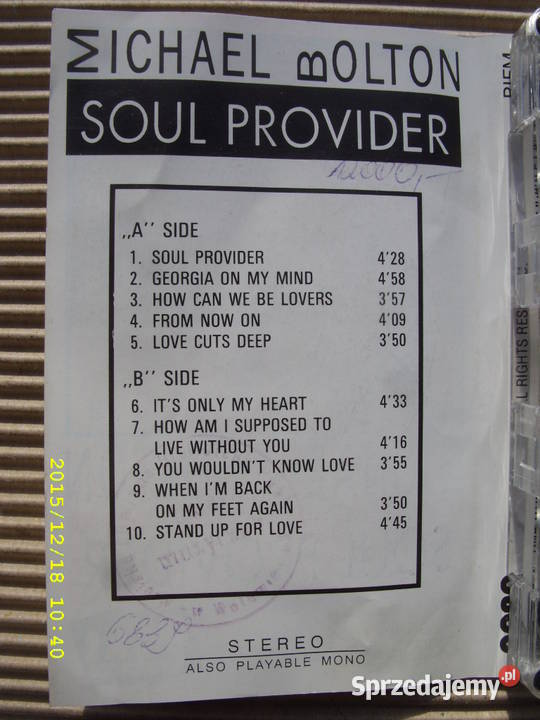 MICHAEL BOLTON
SOUL PROVIDER
12000,-
„A" SIDE
1. SOUL PROVIDER 4'28
2. GEORGIA ON MY MIND 4'58
3. HOW CAN WE BE LOVERS 3'57
4. FROM NOW ON 4'09
5. LOVE CUTS DEEP 3'50
„B" SIDE
6. IT'S ONLY MY HEART 4'33
7. HOW AM I SUPPOSED TO
LIVE WITHOUT YOU 4'16
8. YOU WOULDN'T KNOW LOVE 3'55
9. WHEN I'M BACK
ON MY FEET AGAIN 3'50
10. STAND UP FOR LOVE 4'45
STEREO
ALSO PLAYABLE MONO
BIEM
L RIGHTS RES
2015/12/18 10:40
Sprzedajemy.pl